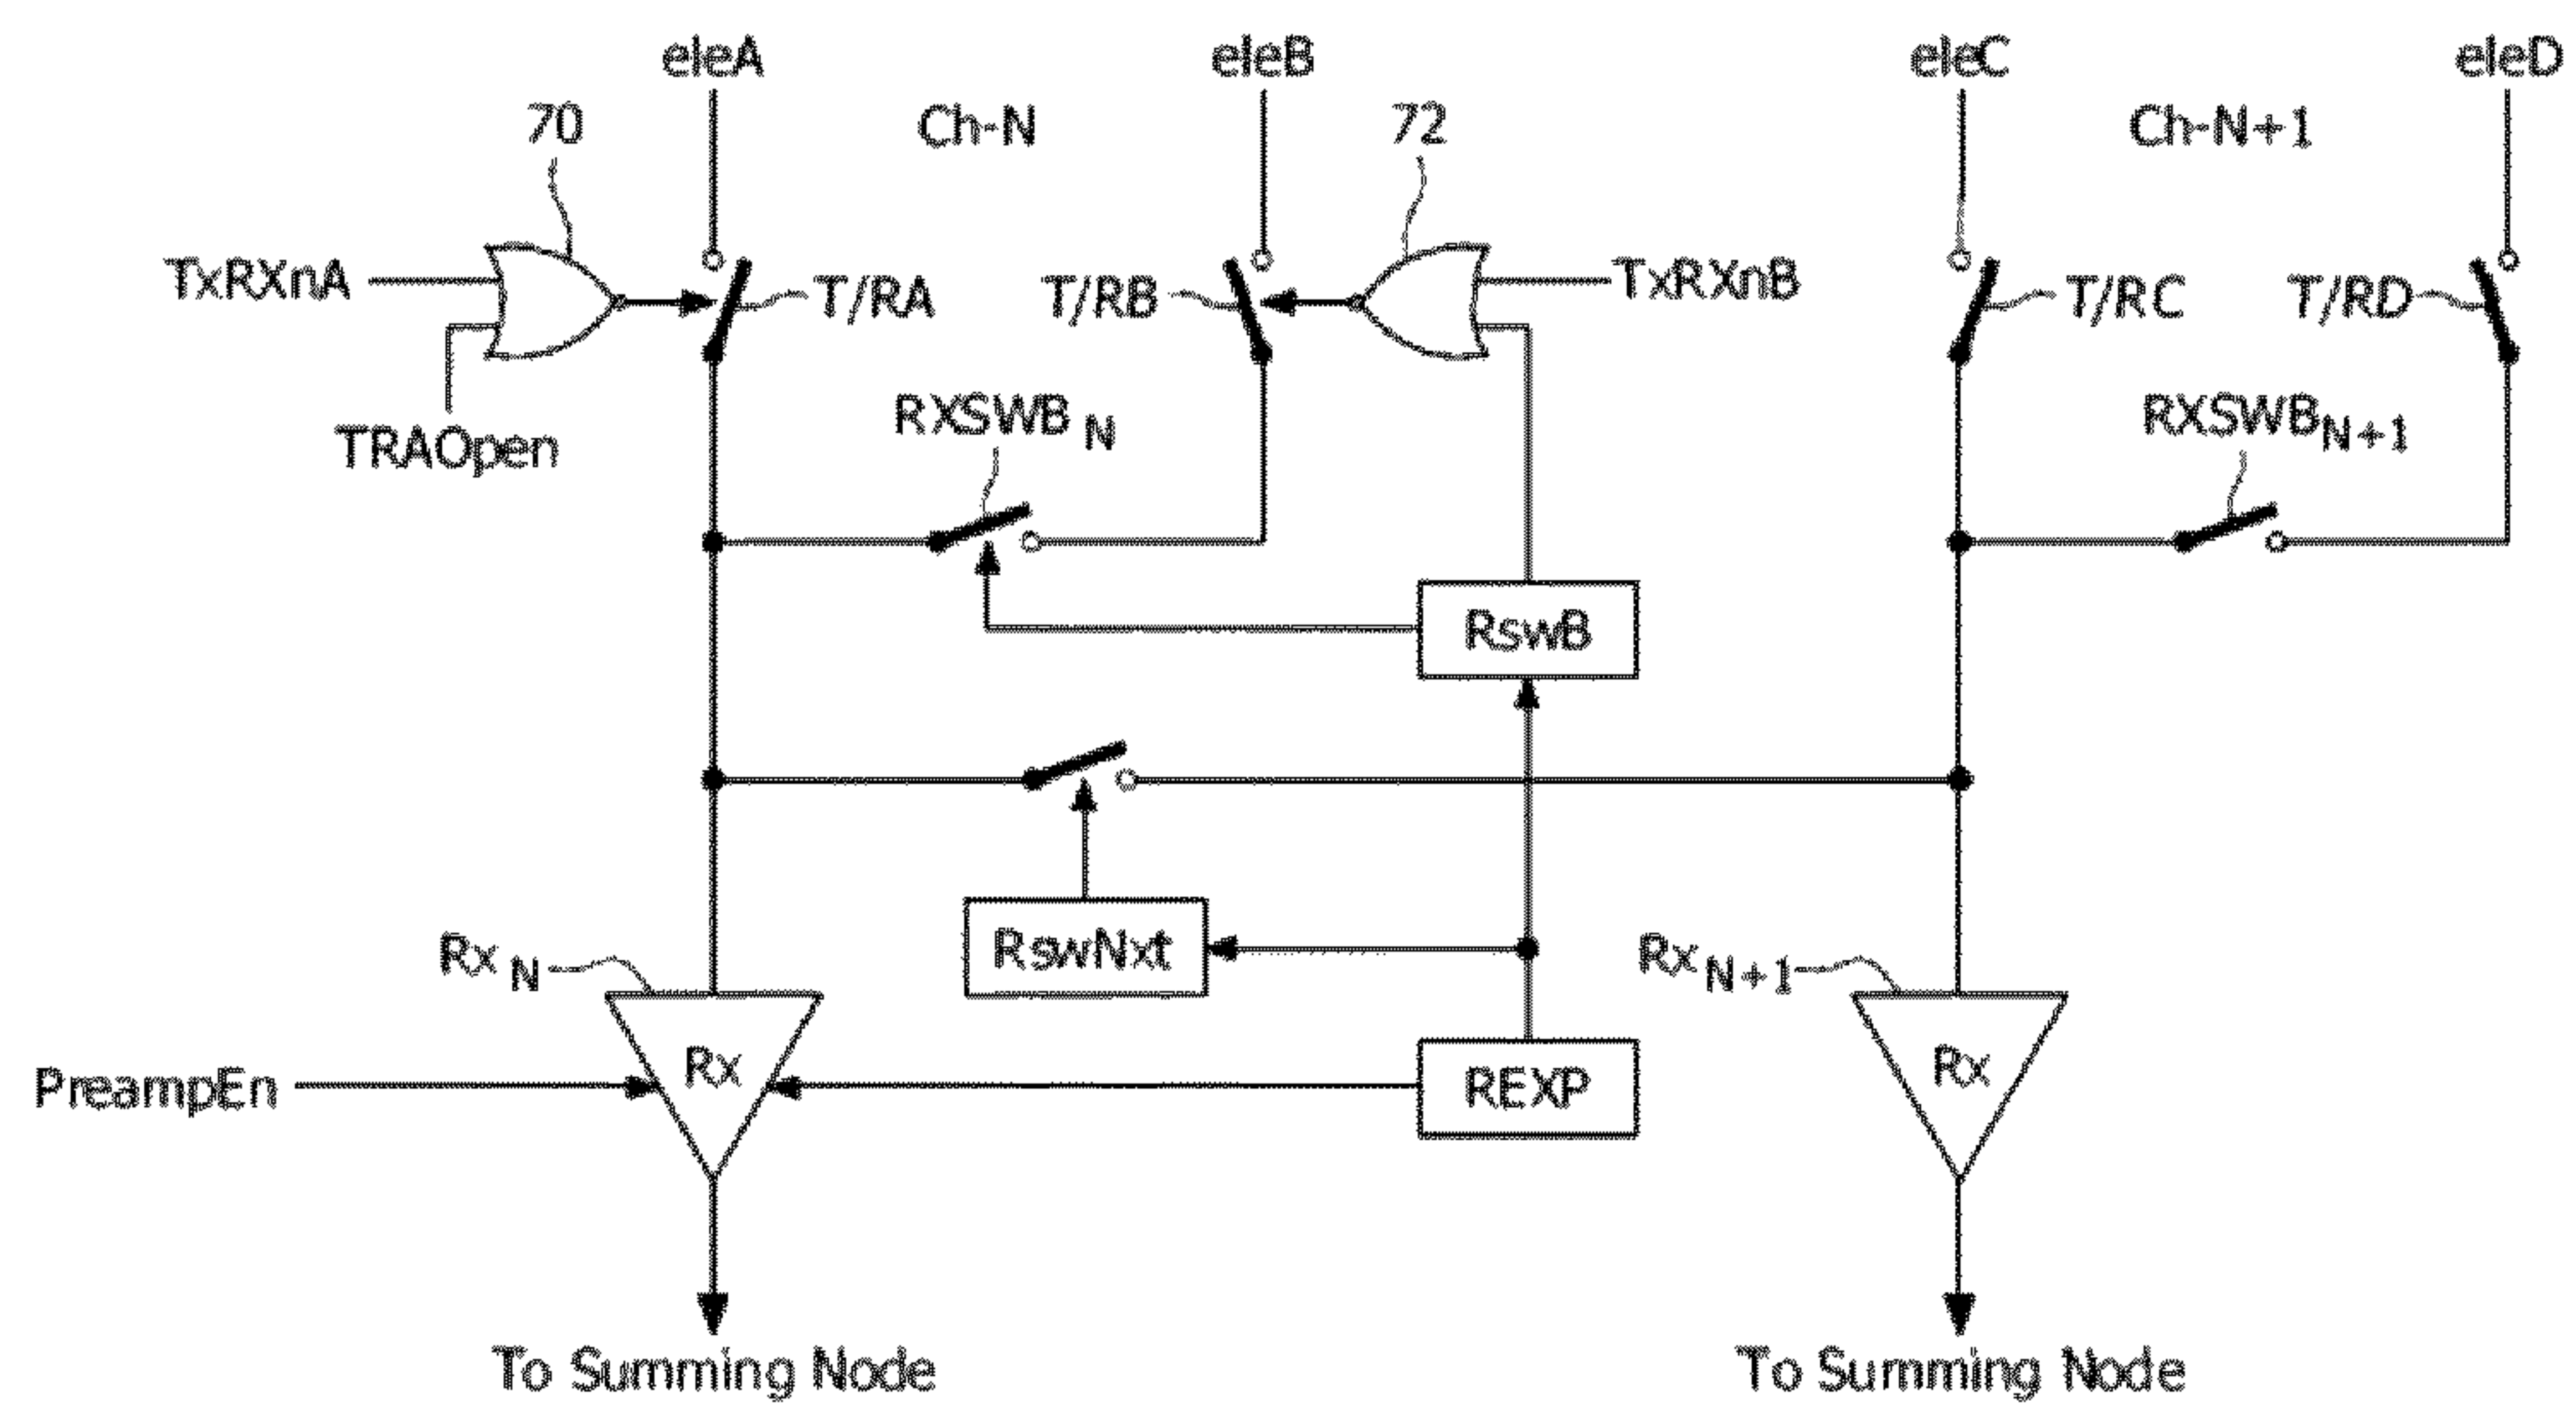 eleA
eleB
eleC
eleD
70
Ch-N
72
Ch-N+1
TxRXnA
T/RA
T/RB
TxRXnB
T/RC
T/RD
TRAOpen
RXSWB N
RXSWB N+1
RswB
RswNxt
Rx N
Rx N+1
Rx
Rx
PreampEn
REXP
To Summing Node
To Summing Node